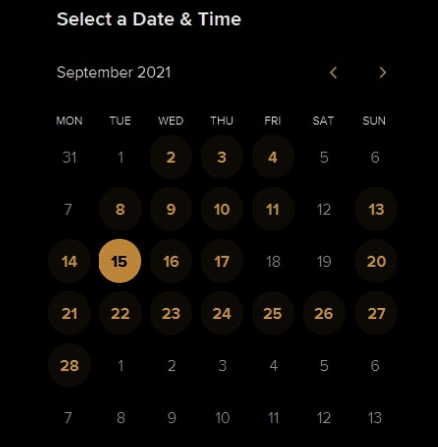 Select a Date & Time
September 2021
MON TUE WED THU FRI SAT SUN
31 1 2 3 4 5 6
7 8 9 10 11 12 13
14 15 16 17 18 19 20
21 22 23 24 25 26 27
28 1 2 3 4 5 6
7 8 9 10 11 12 13